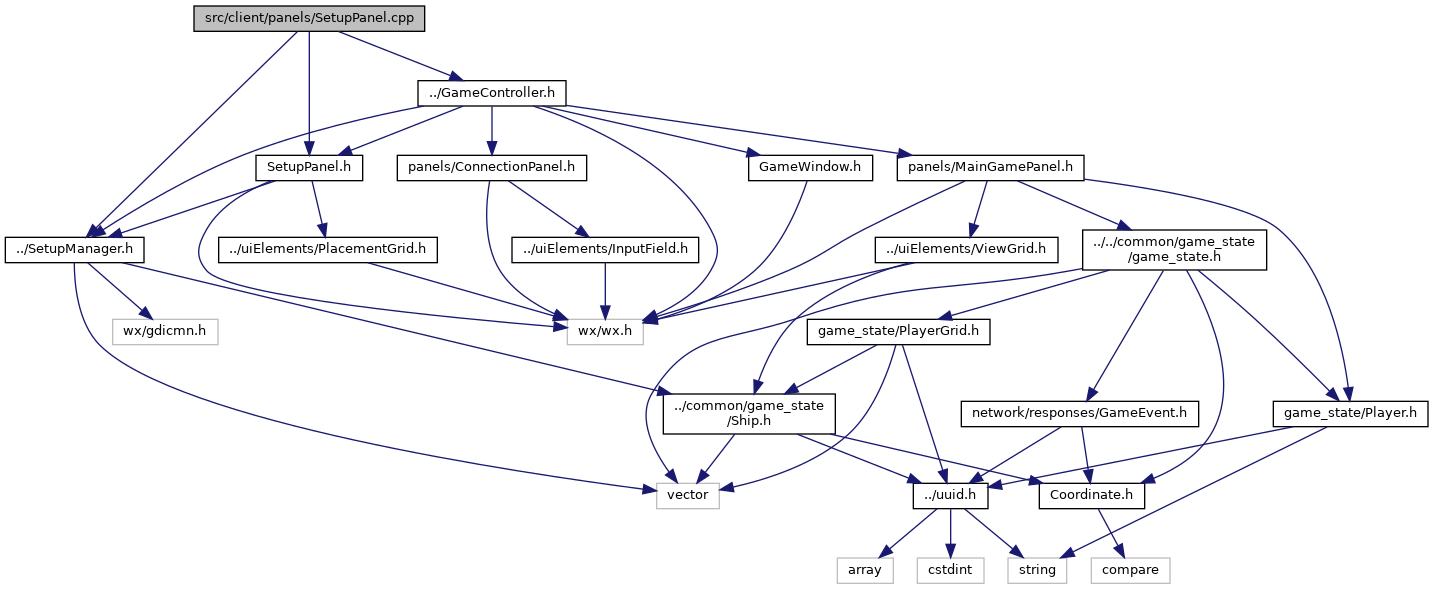 src/client/panels/SetupPanel.cpp
../GameController.h
SetupPanel.h
panels/ConnectionPanel.h
GameWindow.h
panels/MainGamePanel.h
../SetupManager.h
../uiElements/PlacementGrid.h
../uiElements/InputField.h
../uiElements/ViewGrid.h
../../common/game_state
/game_state.h
wx/gdicmn.h
wx/wx.h
game_state/PlayerGrid.h
../common/game_state
/Ship.h
network/responses/GameEvent.h
game_state/Player.h
vector
../uuid.h
Coordinate.h
array
cstdint
string
compare